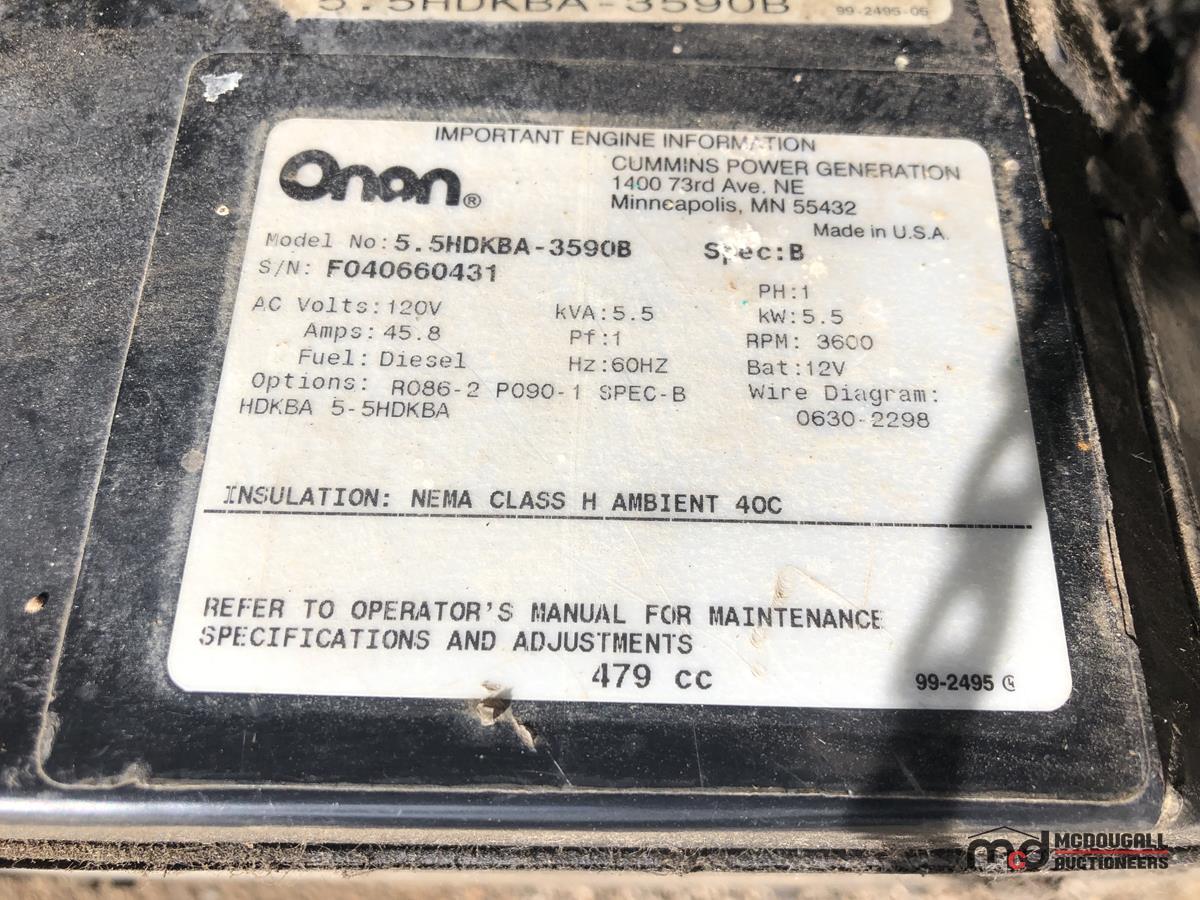 5.5HDKBA-3590B 99-2495-05
IMPORTANT ENGINE INFORMATION
Onan®
CUMMINS POWER GENERATION
1400 73rd Ave. NE
Minneapolis, MN 55432
Made in U.S.A.
Model No: 5.5HDKBA-3590B Spec:B
S/N: F040660431
PH:1
AC Volts:120V kVA:5.5 kW:5.5
Amps:45.8 Pf:1 RPM: 3600
Fuel: Diesel Hz:60HZ Bat:12V
Options: R086-2 P090-1 SPEC-B Wire Diagram:
HDKBA 5-5HDKBA 0630-2298
INSULATION: NEMA CLASS H AMBIENT 40C
REFER TO OPERATOR'S MANUAL FOR MAINTENANCE
SPECIFICATIONS AND ADJUSTMENTS
479 cc
99-2495
mcd MCDOUGALL
AUCTIONEERS